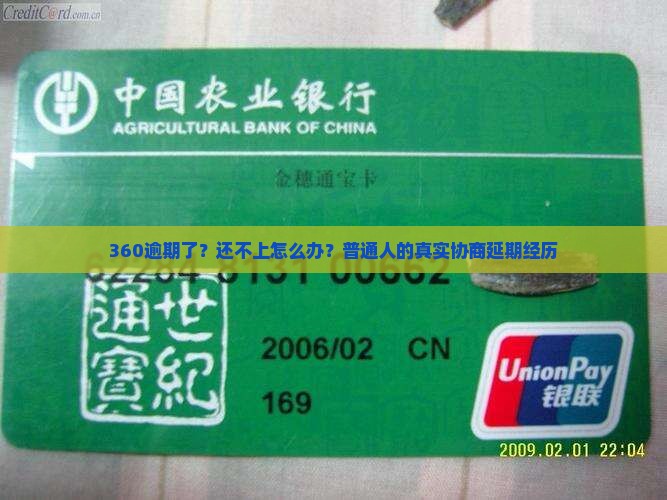 CreditCard.com.cn
中国农业银行
AGRICULTURAL BANK OF CHINA
金穗通宝卡
360逾期了?还不上怎么办?普通人的真实协商延期经历
世纪
通寶
2006/02 CN
169
UnionPay
银联
2009.02.01 22:04